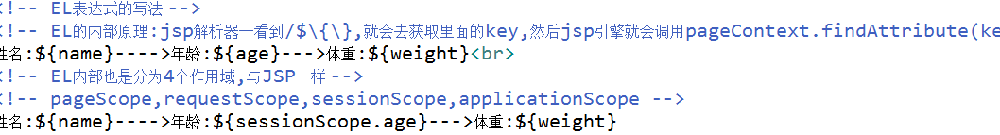 <!-- EL表达式的写法 -->
<!-- EL的内部原理:jsp解析器一看到/$\{\},就会去获取里面的key,然后jsp引擎就会调用pageContext.findAttribute(ke
姓名:${name}---->年龄:${age}--->体重:${weight}<br>
<!-- EL内部也是分为4个作用域,与JSP一样 -->
<!-- pageScope,requestScope,sessionScope,applicationScope -->
姓名:${name}---->年龄:${sessionScope.age}--->体重:${weight}